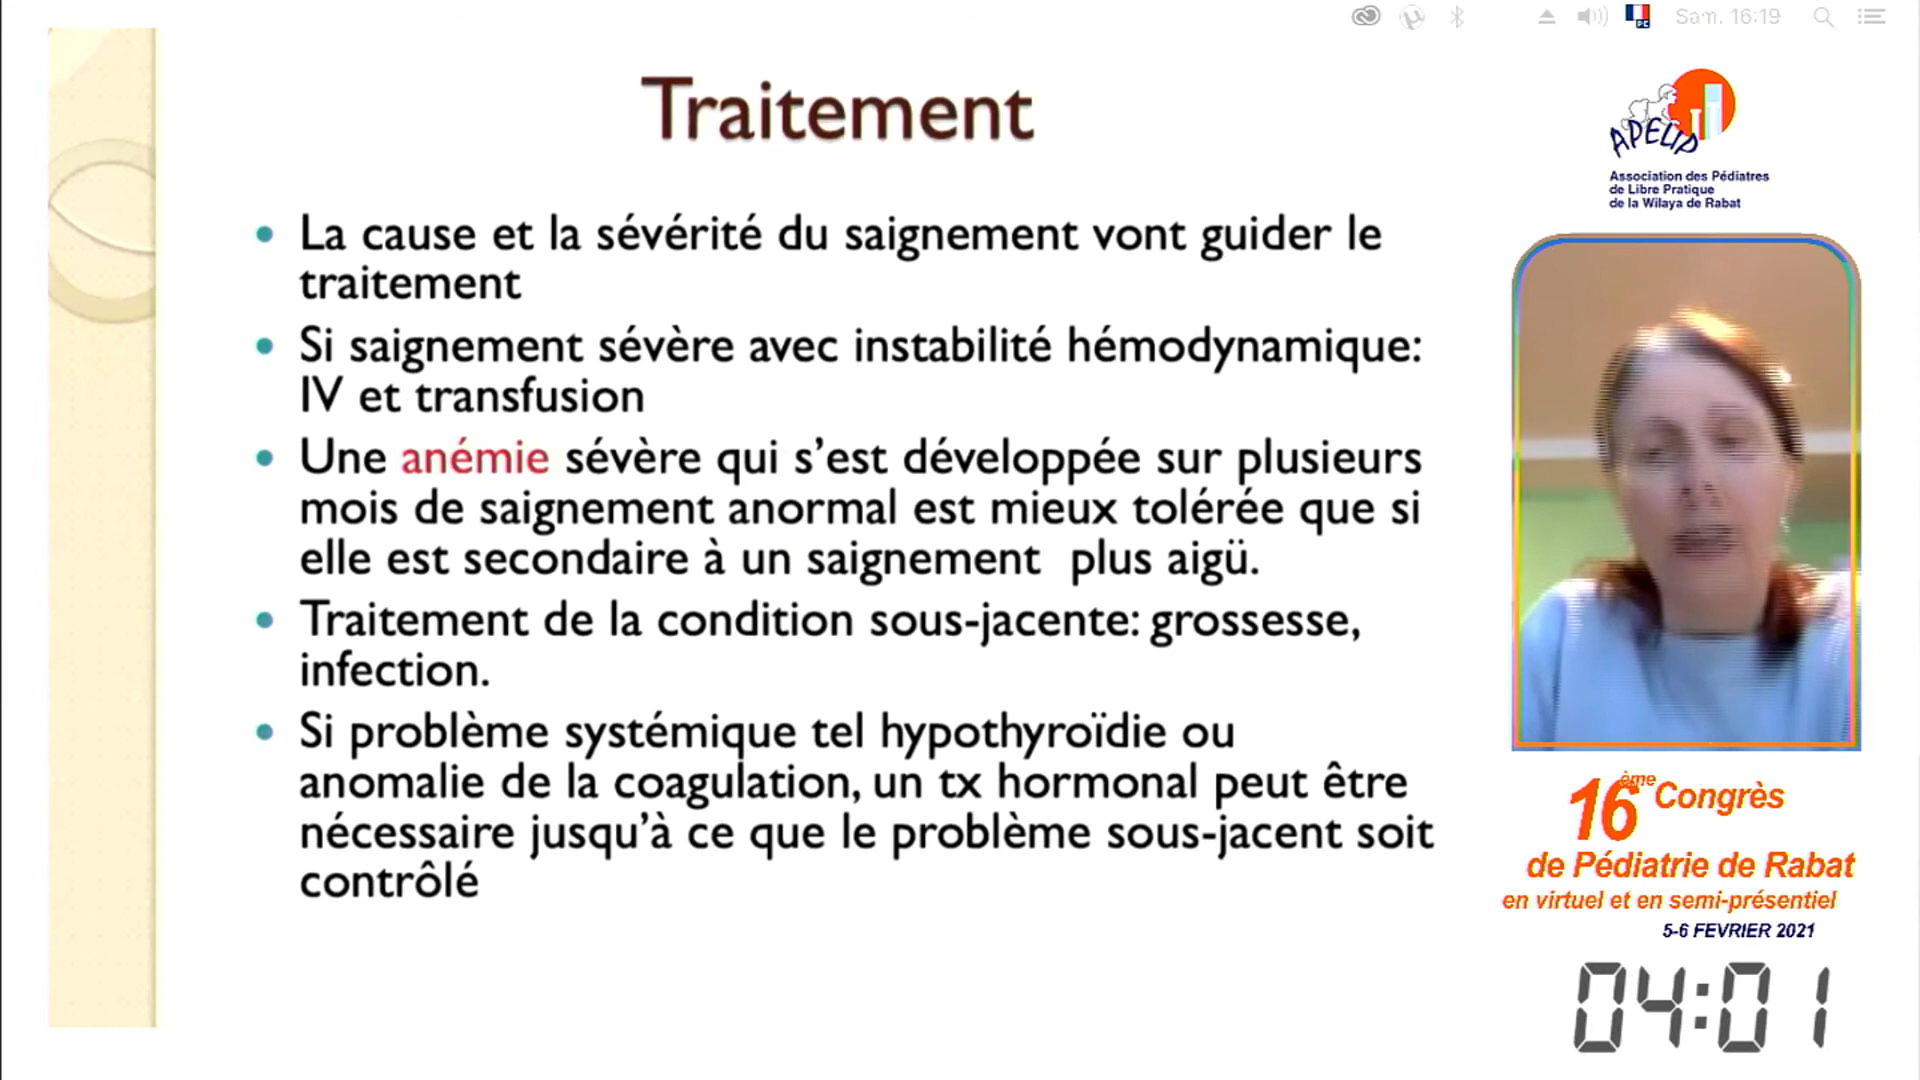 Sam. 16:19
Traitement
• La cause et la sévérité du saignement vont guider le
traitement
• Si saignement sévère avec instabilité hémodynamique:
IV et transfusion
• Une anémie sévère qui s’est développée sur plusieurs
mois de saignement anormal est mieux tolérée que si
elle est secondaire à un saignement plus aigü.
• Traitement de la condition sous-jacente: grossesse,
infection.
• Si problème systémique tel hypothyroïdie ou
anomalie de la coagulation, un tx hormonal peut être
nécessaire jusqu’à ce que le problème sous-jacent soit
contrôlé
APELIP
Association des Pédiatres
de Libre Pratique
de la Wilaya de Rabat
16ème Congrès
de Pédiatrie de Rabat
en virtuel et en semi-présentiel
5-6 FEVRIER 2021
04:01